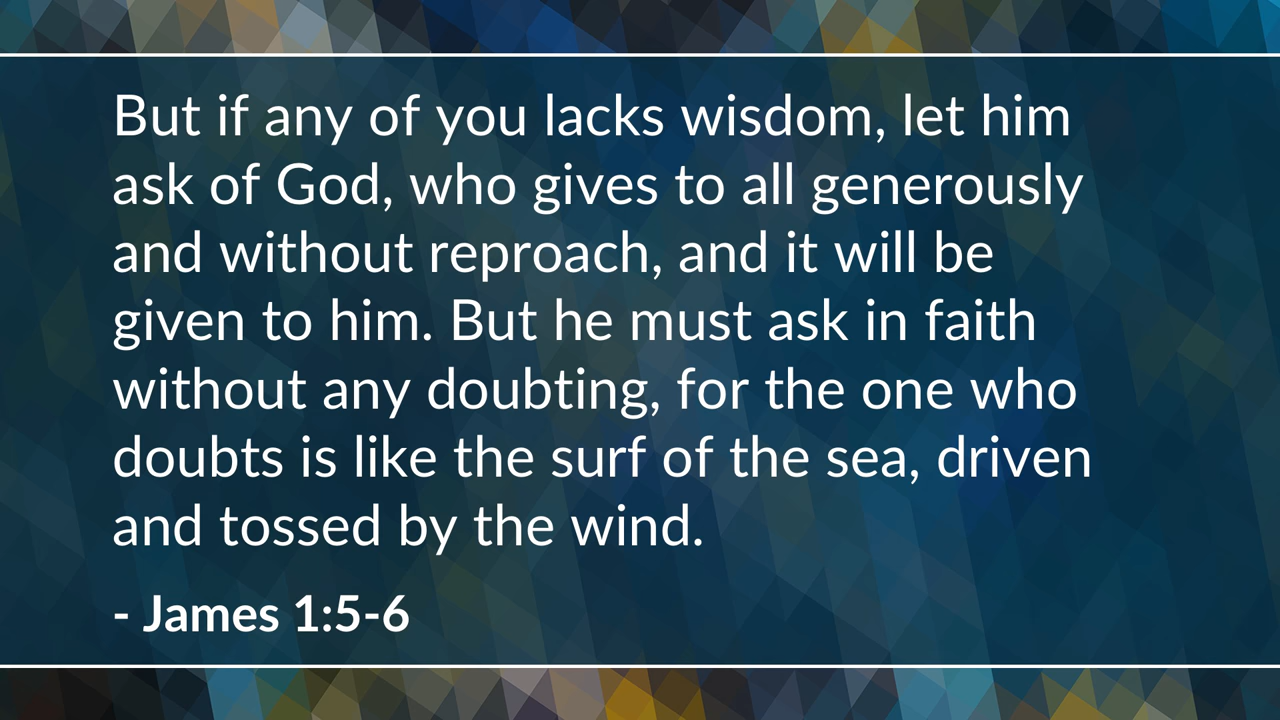 But if any of you lacks wisdom, let him
ask of God, who gives to all generously
and without reproach, and it will be
given to him. But he must ask in faith
without any doubting, for the one who
doubts is like the surf of the sea, driven
and tossed by the wind.
- James 1:5-6